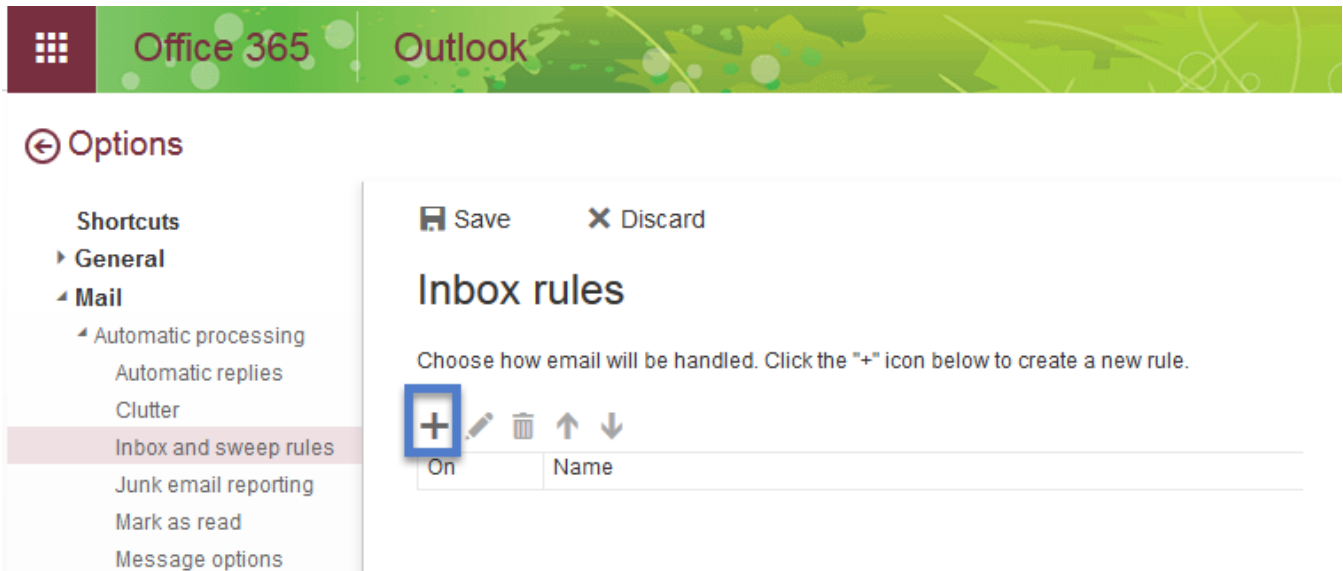 Office 365 Outlook
Options
Shortcuts
General
Mail
Automatic processing
Automatic replies
Clutter
Inbox and sweep rules
Junk email reporting
Mark as read
Message options
Save Discard
Inbox rules
Choose how email will be handled. Click the "+" icon below to create a new rule.
On Name